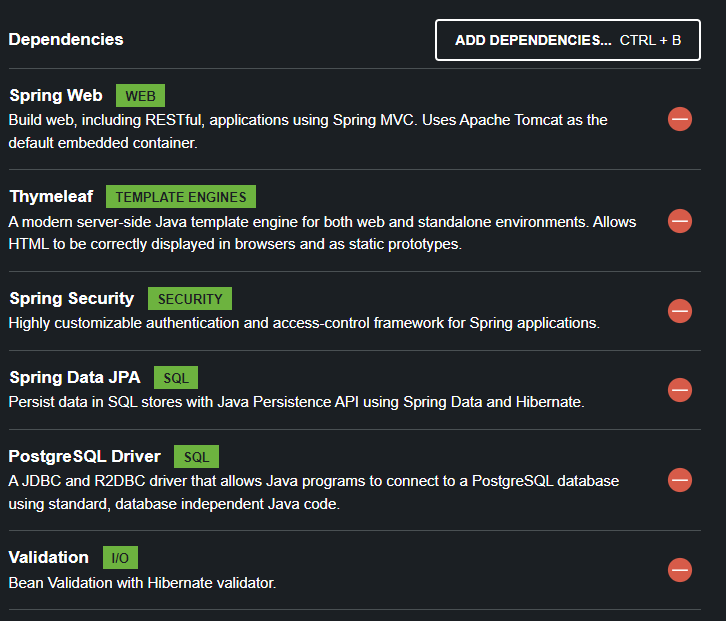 Dependencies
ADD DEPENDENCIES... CTRL + B
Spring Web WEB
Build web, including RESTful, applications using Spring MVC. Uses Apache Tomcat as the
default embedded container.
Thymeleaf TEMPLATE ENGINES
A modern server-side Java template engine for both web and standalone environments. Allows
HTML to be correctly displayed in browsers and as static prototypes.
Spring Security SECURITY
Highly customizable authentication and access-control framework for Spring applications.
Spring Data JPA SQL
Persist data in SQL stores with Java Persistence API using Spring Data and Hibernate.
PostgreSQL Driver SQL
A JDBC and R2DBC driver that allows Java programs to connect to a PostgreSQL database
using standard, database independent Java code.
Validation I/O
Bean Validation with Hibernate validator.